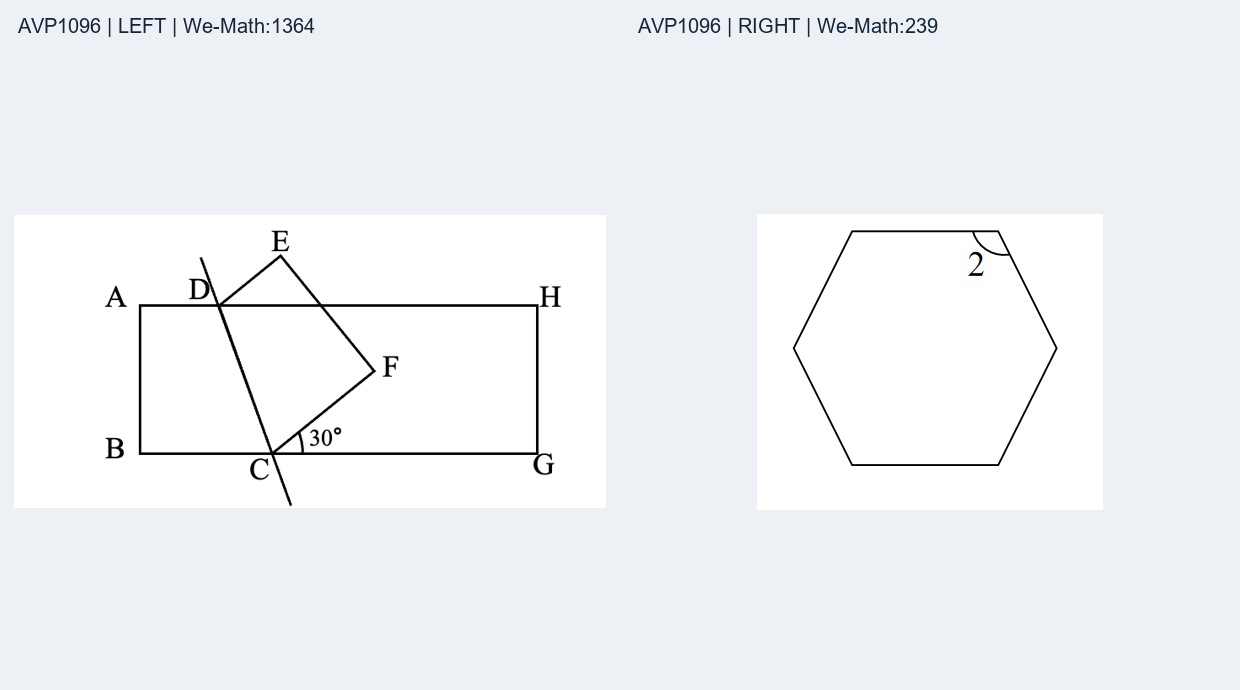 AVP1096 | LEFT | We-Math:1364
AVP1096 | RIGHT | We-Math:239
E
D
A
H
F
B
30°
C
G
2